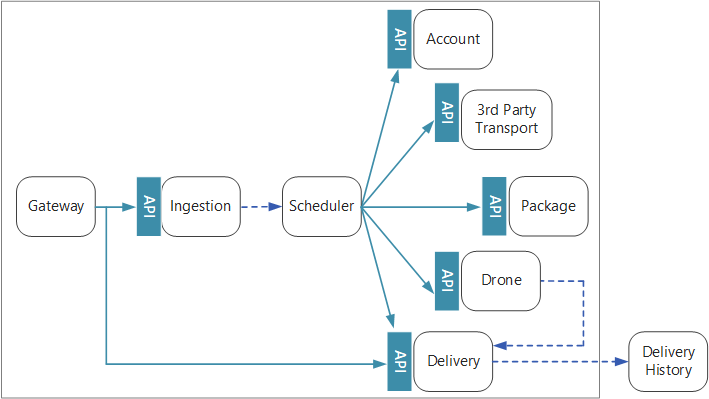 API
Account
API
3rd Party
Transport
Gateway
API
Ingestion
Scheduler
API
Package
API
Drone
API
Delivery
Delivery
History